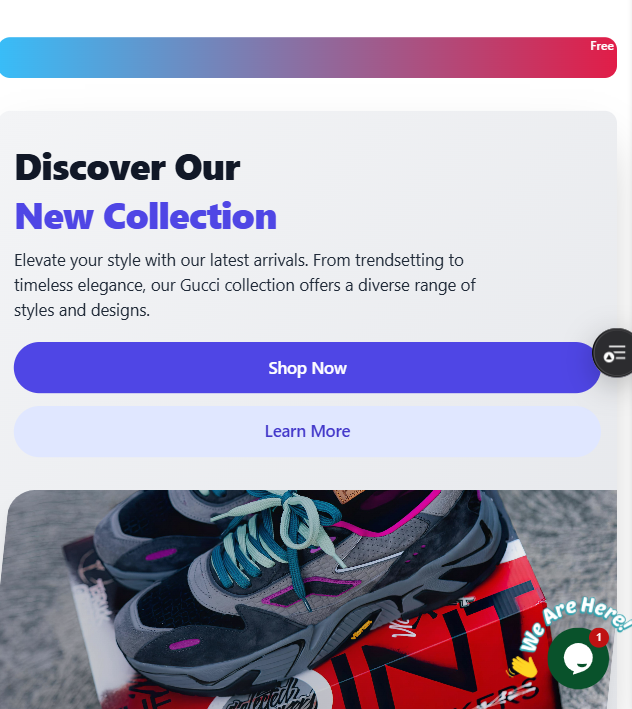 Free
Discover Our
New Collection
Elevate your style with our latest arrivals. From trendsetting to
timeless elegance, our Gucci collection offers a diverse range of
styles and designs.
Shop Now
Learn More
We Are Here!
1